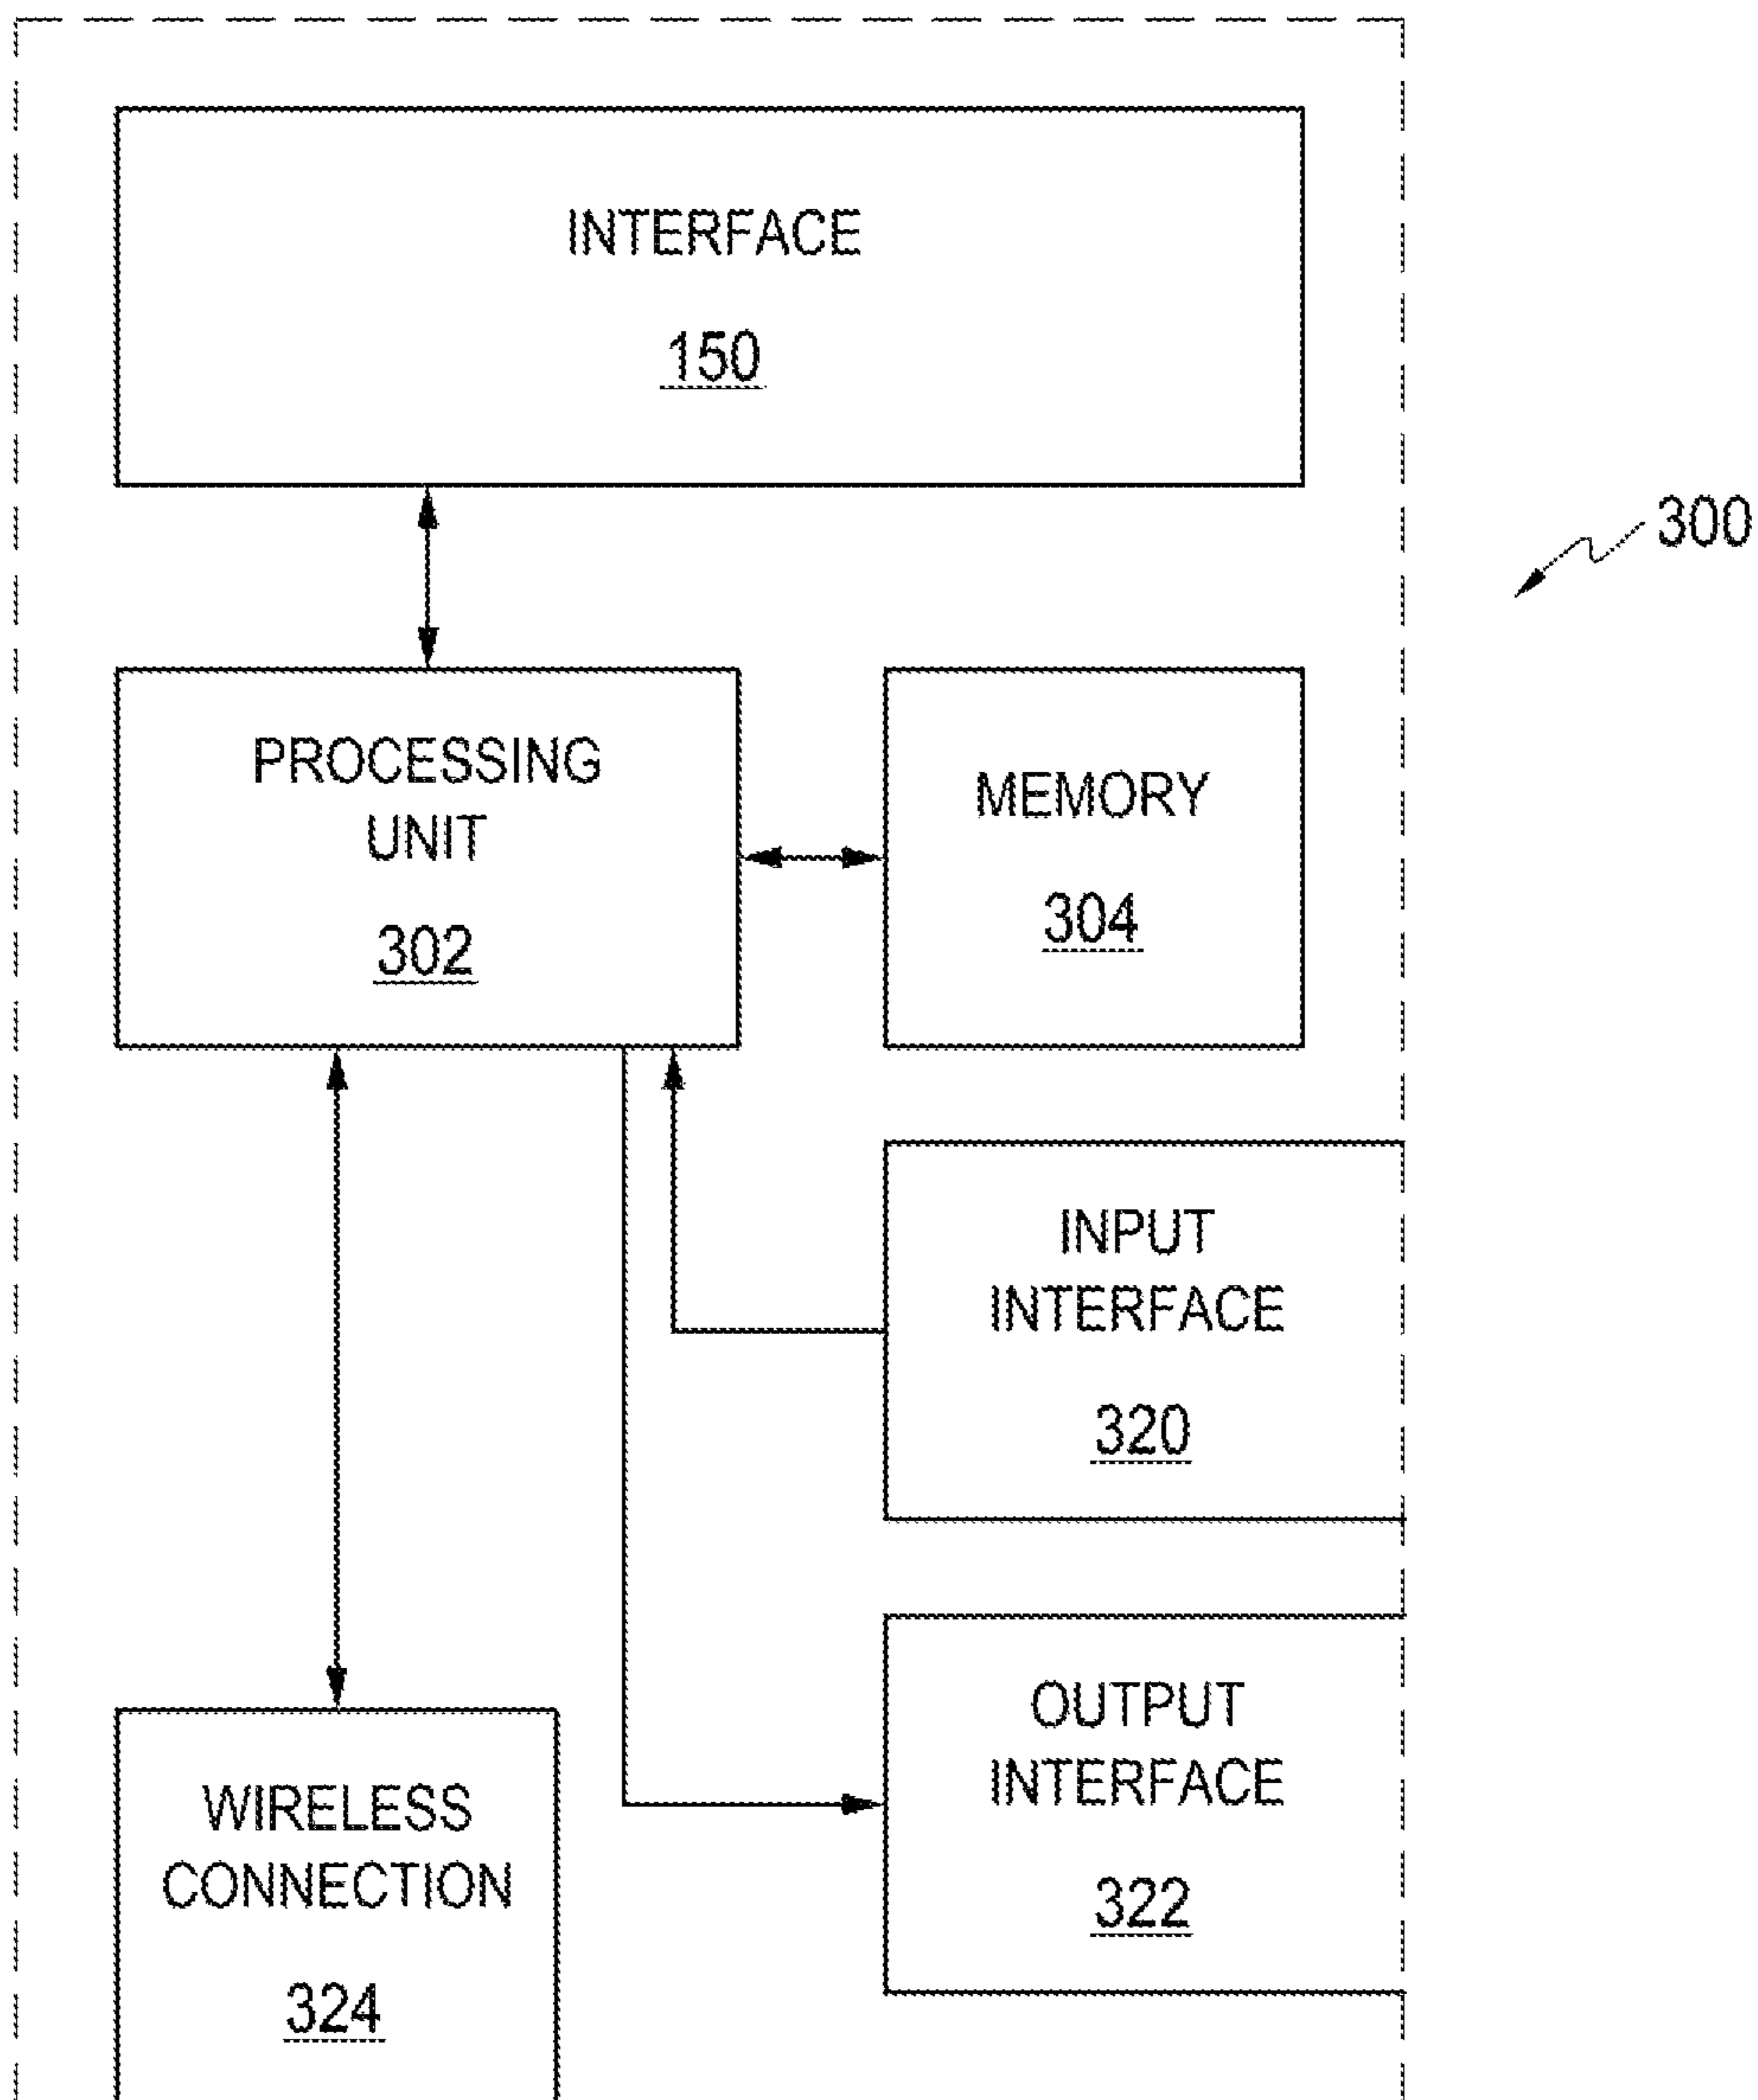 INTERFACE
150
300
PROCESSING
UNIT
302
MEMORY
304
INPUT
INTERFACE
320
OUTPUT
INTERFACE
322
WIRELESS
CONNECTION
324